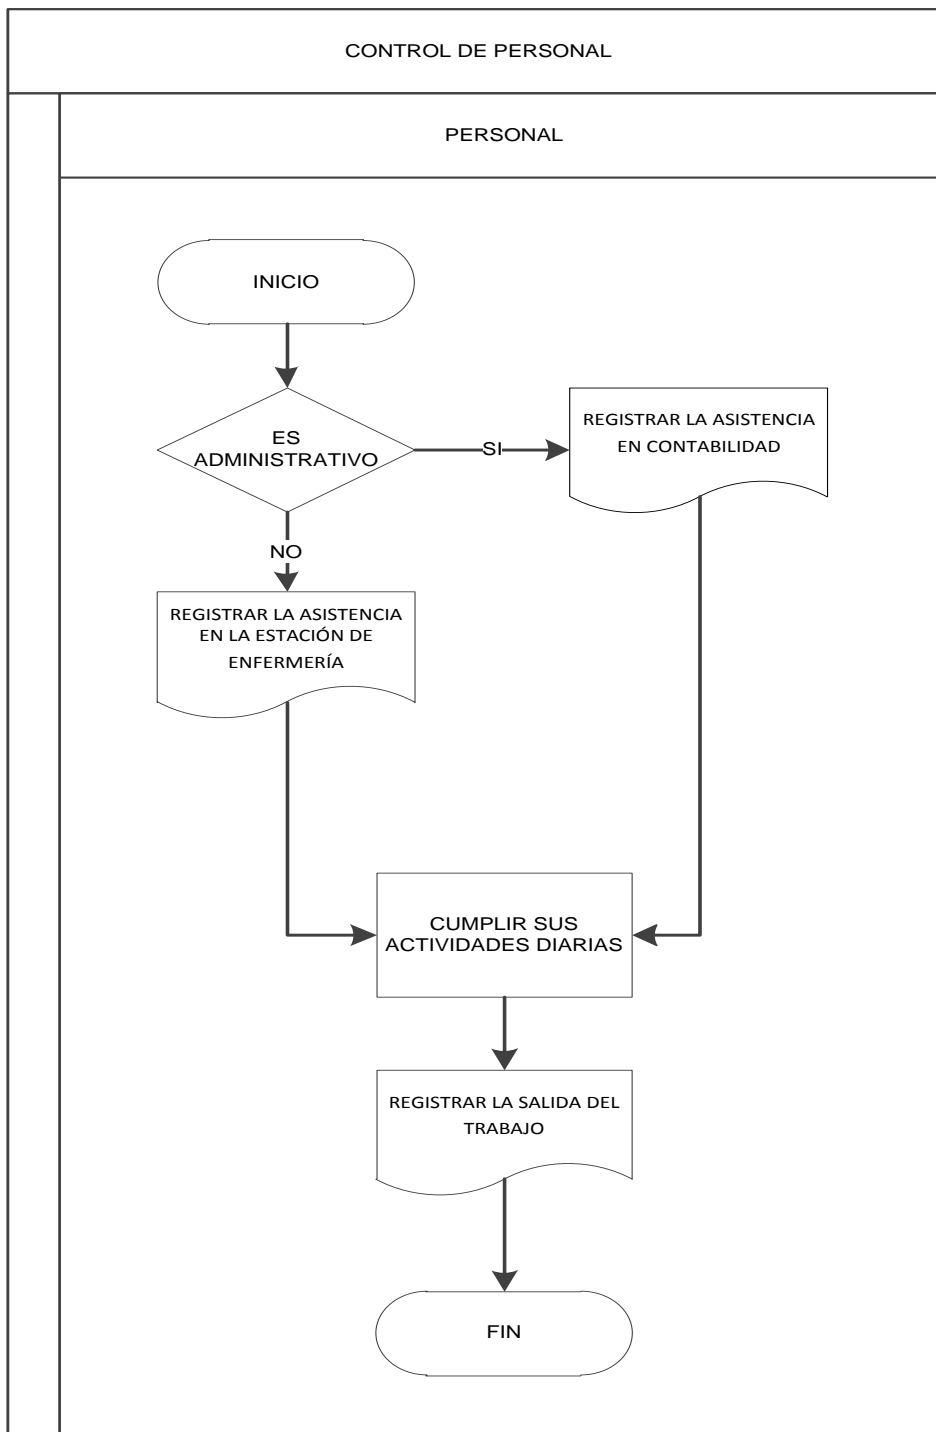 CONTROL DE PERSONAL
PERSONAL
INICIO
ES
ADMINISTRATIVO
SI
REGISTRAR LA ASISTENCIA
EN CONTABILIDAD
NO
REGISTRAR LA ASISTENCIA
EN LA ESTACIÓN DE
ENFERMERÍA
CUMPLIR SUS
ACTIVIDADES DIARIAS
REGISTRAR LA SALIDA DEL
TRABAJO
FIN